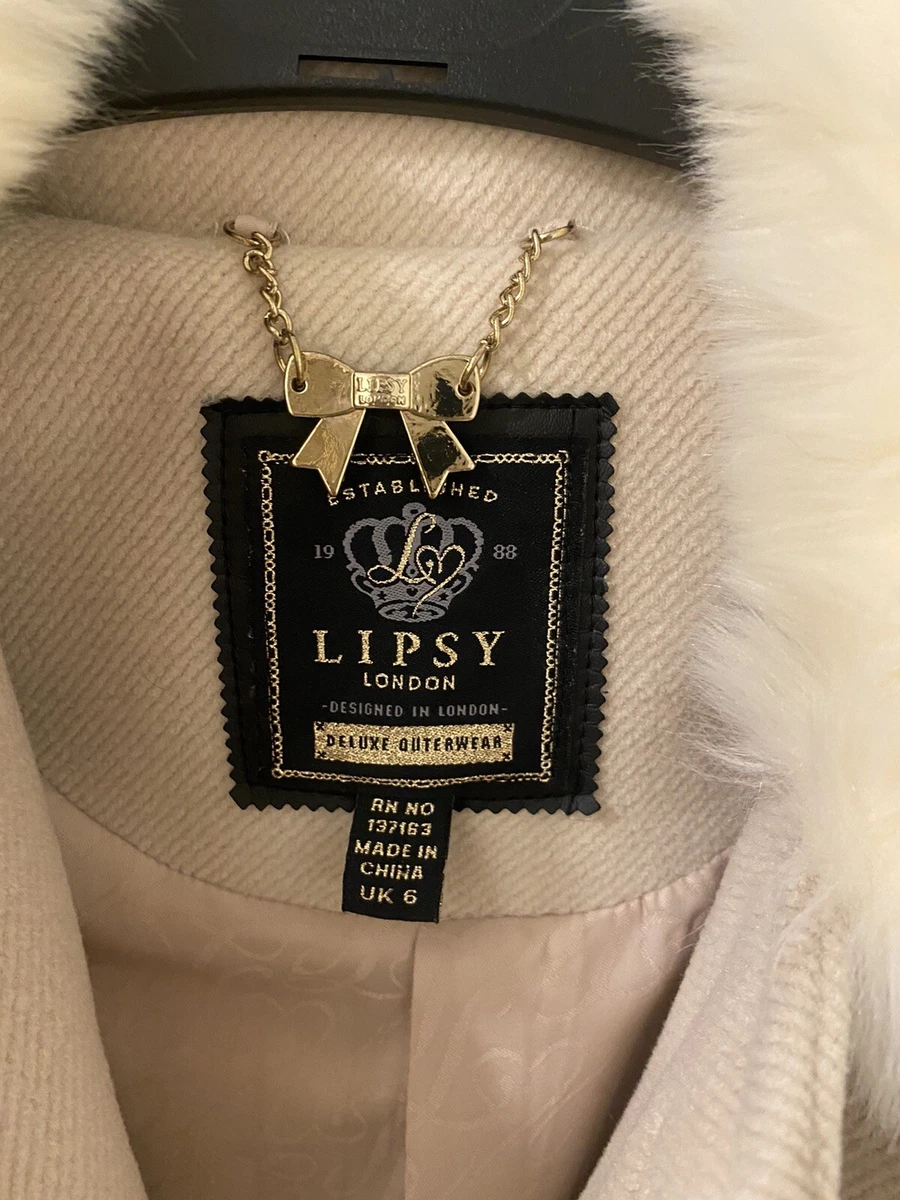 LIPSY
LONDON
ESTABLISHED
19 88
LIPSY
LONDON
-DESIGNED IN LONDON-
DELUXE OUTERWEAR
RN NO
137163
MADE IN
CHINA
UK 6